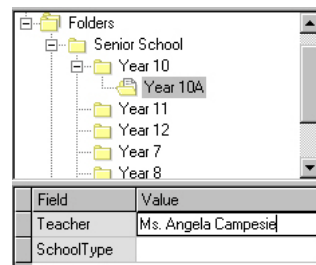 Folders
Senior School
Year 10
Year 10A
Year 11
Year 12
Year 7
Year 8
Field Value
Teacher Ms. Angela Campesie
SchoolType